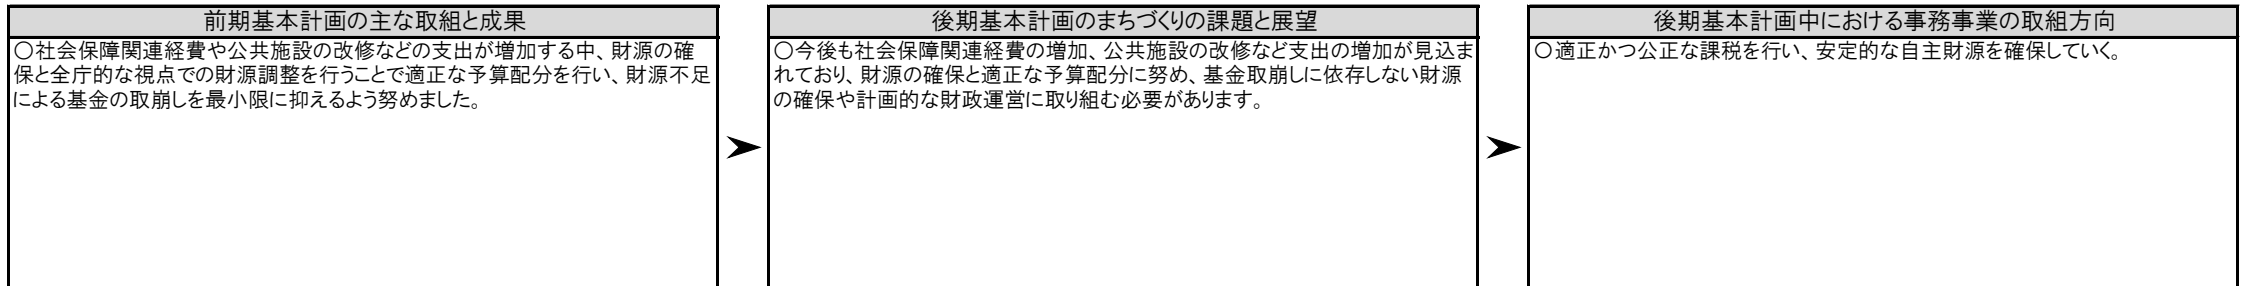 前期基本計画の主な取組と成果
○社会保障関連経費や公共施設の改修などの支出が増加する中、財源の確
保と全庁的な視点での財源調整を行うことで適正な予算配分を行い、財源不足
による基金の取崩しを最小限に抑えるよう努めました。
後期基本計画のまちづくりの課題と展望
○今後も社会保障関連経費の増加、公共施設の改修など支出の増加が見込ま
れており、財源の確保と適正な予算配分に努め、基金取崩しに依存しない財源
の確保や計画的な財政運営に取り組む必要があります。
後期基本計画中における事務事業の取組方向
○適正かつ公正な課税を行い、安定的な自主財源を確保していく。